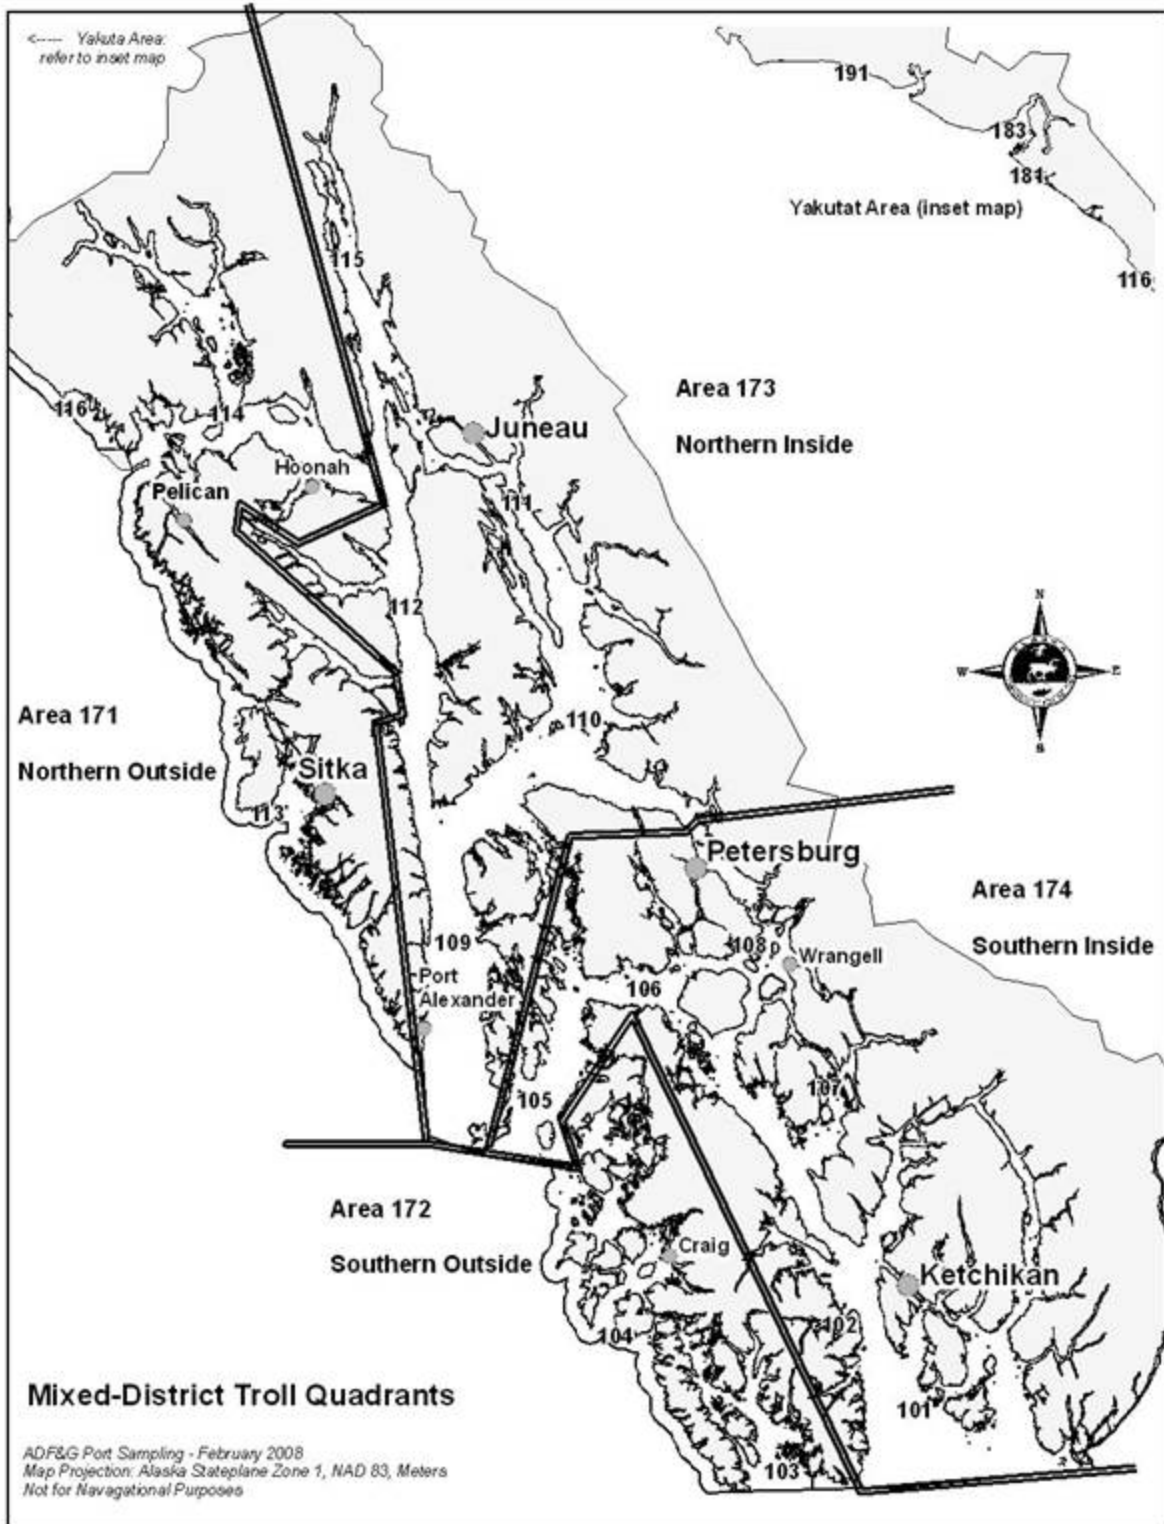 <----- Yakuta Area:
refer to inset map
191
183
181
Yakutat Area (inset map)
116
115
Area 173
Northern Inside
116
114
Juneau
Hoonah
Pelican
111
112
N
W
E
S
110
Area 171
Northern Outside
Sitka
113
Petersburg
Area 174
Southern Inside
109
108
Wrangell
Port
Alexander
106
107
105
Area 172
Southern Outside
Craig
Ketchikan
104
102
101
103
Mixed-District Troll Quadrants
ADF&G Port Sampling - February 2008
Map Projection: Alaska Stateplane Zone 1, NAD 83, Meters
Not for Navagational Purposes